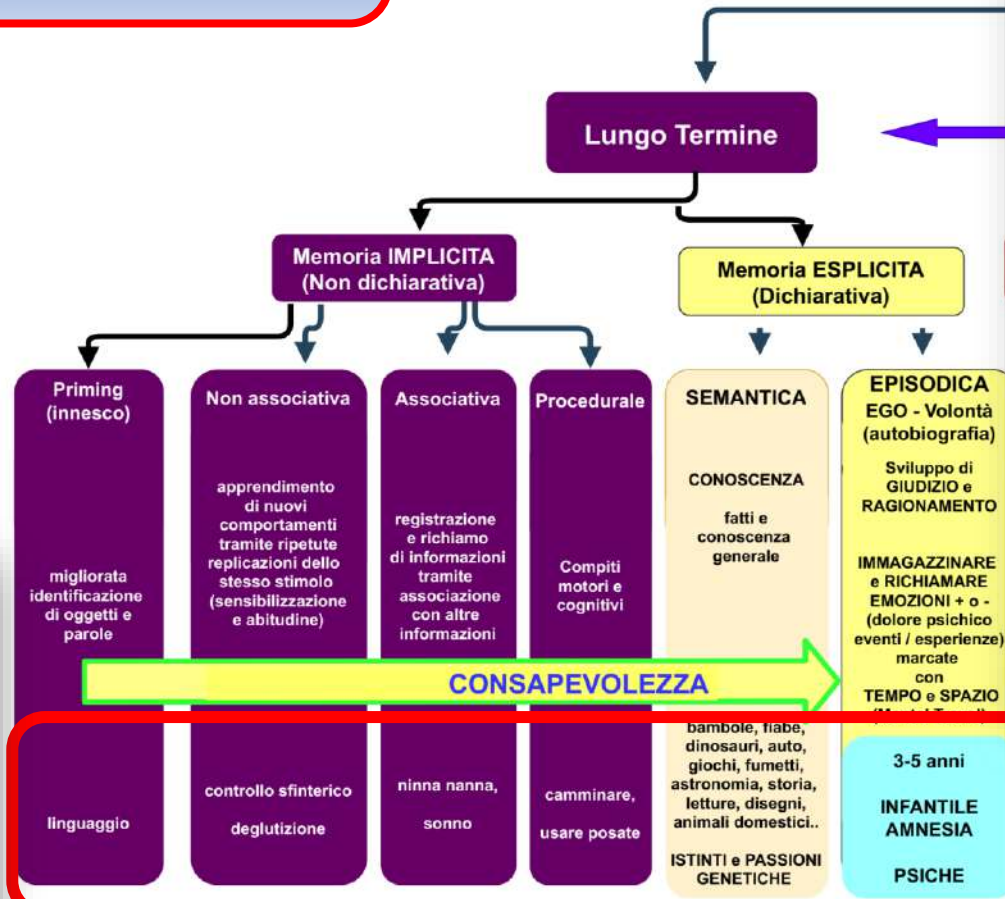 Lungo Termine
Memoria IMPLICITA
(Non dichiarativa)
Memoria ESPLICITA
(Dichiarativa)
Priming
(innesco)
migliorata
identificazione
di oggetti e
parole
linguaggio
Non associativa
apprendimento
di nuovi
comportamenti
tramite ripetute
replicazioni dello
stesso stimolo
(sensibilizzazione
e abitudine)
controllo sfinterico
deglutizione
Associativa
registrazione
e richiamo
di informazioni
tramite
associazione
con altre
informazioni
ninna nanna,
sonno
Procedurale
Compiti
motori e
cognitivi
camminare,
usare posate
SEMANTICA
CONOSCENZA
fatti e
conoscenza
generale
bambole, fiabe,
dinosauri, auto,
giochi, fumetti,
astronomia, storia,
letture, disegni,
animali domestici..
ISTINTI e PASSIONI
GENETICHE
EPISODICA
EGO - Volontà
(autobiografia)
Sviluppo di
GIUDIZIO e
RAGIONAMENTO
IMMAGAZZINARE
e RICHIAMARE
EMOZIONI + o -
(dolore psichico
eventi / esperienze)
marcate
con
TEMPO e SPAZIO
3-5 anni
INFANTILE
AMNESIA
PSICHE
CONSAPEVOLEZZA